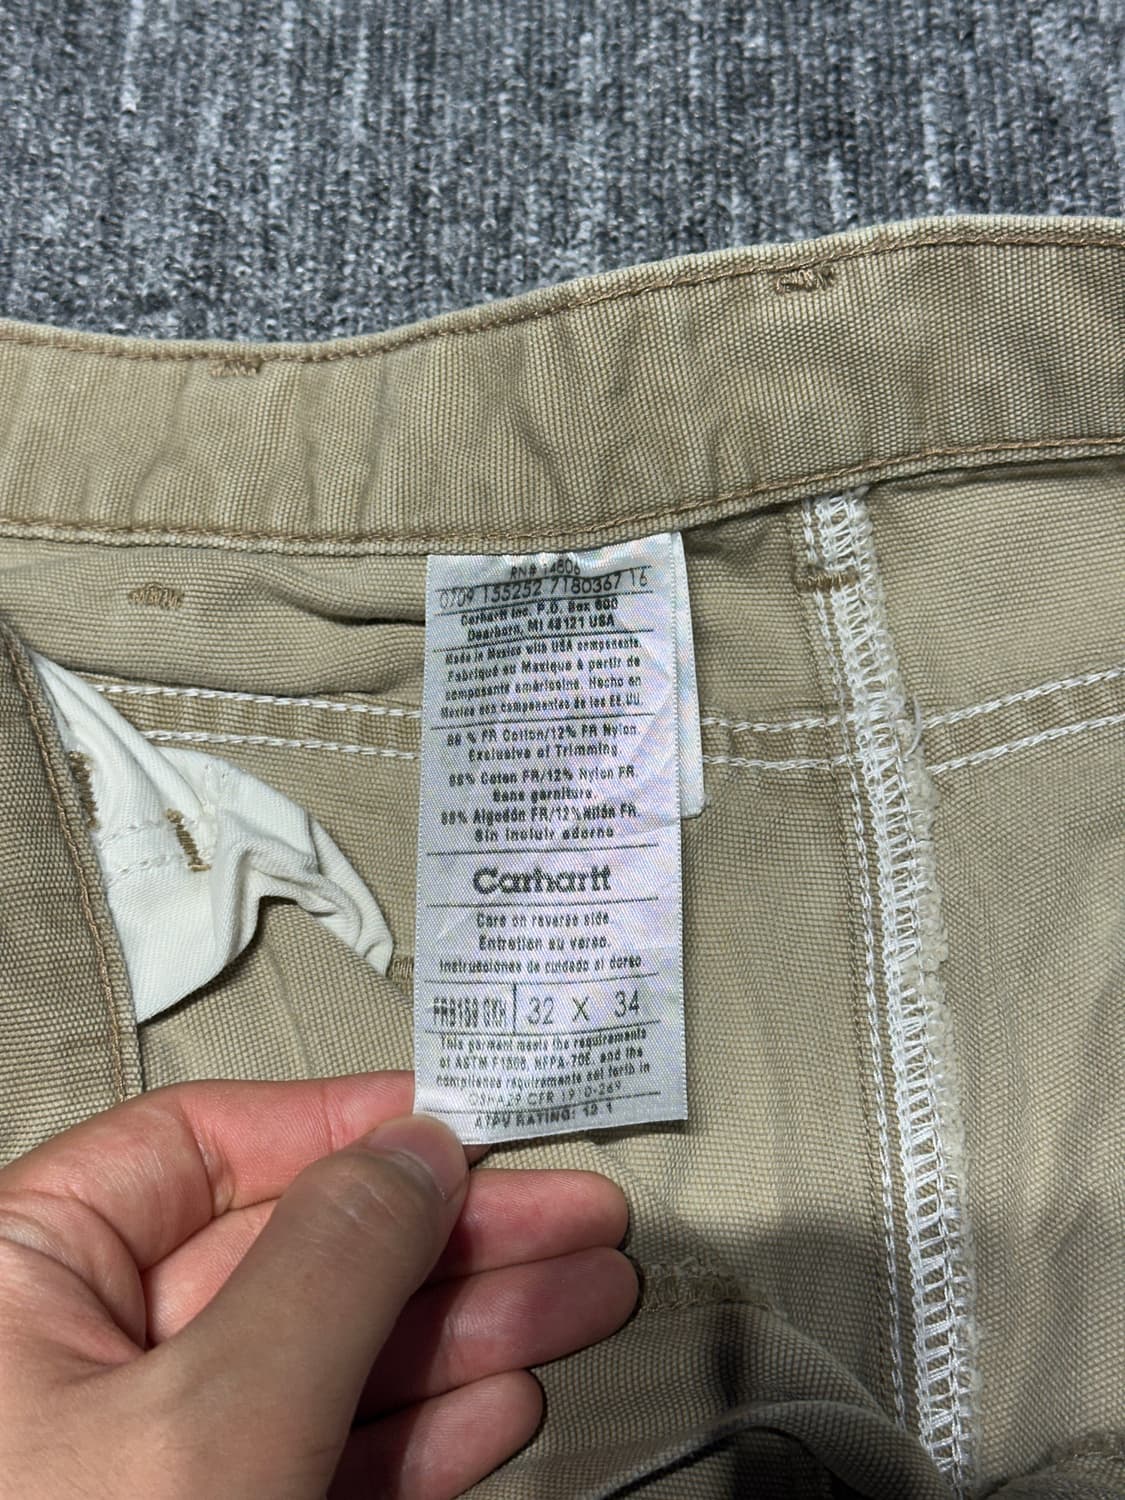 RN# 14806
0709 155252 7180367 16
Carhartt Inc. P.O. Box 600
Dearborn, MI 48121 USA
Made in Mexico with USA components
Fabriqué au Mexique à partir de
composants américains. Hecho en
Mexico con componentes de los EE.UU.
88 % FR Cotton/12% FR Nylon.
Exclusive of Trimming
88% Coton FR/12% Nylon FR.
Sans garniture.
88% Algodón FR/12% Nilón FR.
Sin incluir adorno
Carhartt
Care on reverse side
Entretien au verso.
Instrucciones de cuidado al dorso
FRB159 GKH 32 X 34
This garment meets the requirements
of ASTM F1506, NFPA-70E, and the
compliance requirements set forth in
OSHA 29 CFR 1910-269
ATPV RATING: 12.1